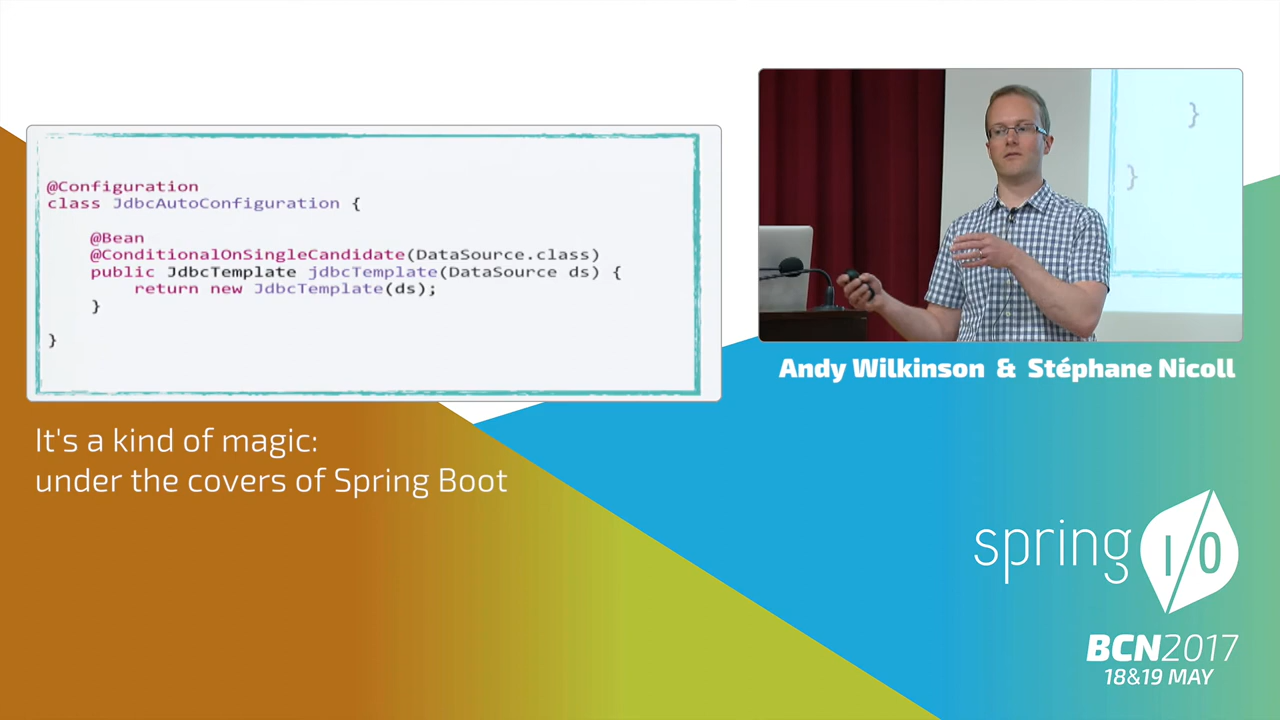 @Configuration
class JdbcAutoConfiguration {
@Bean
@ConditionalOnSingleCandidate(DataSource.class)
public JdbcTemplate jdbcTemplate(DataSource ds) {
return new JdbcTemplate(ds);
}
}
}
}
Andy Wilkinson & Stéphane Nicoll
It's a kind of magic:
under the covers of Spring Boot
spring I/O
BCN2017
18&19 MAY